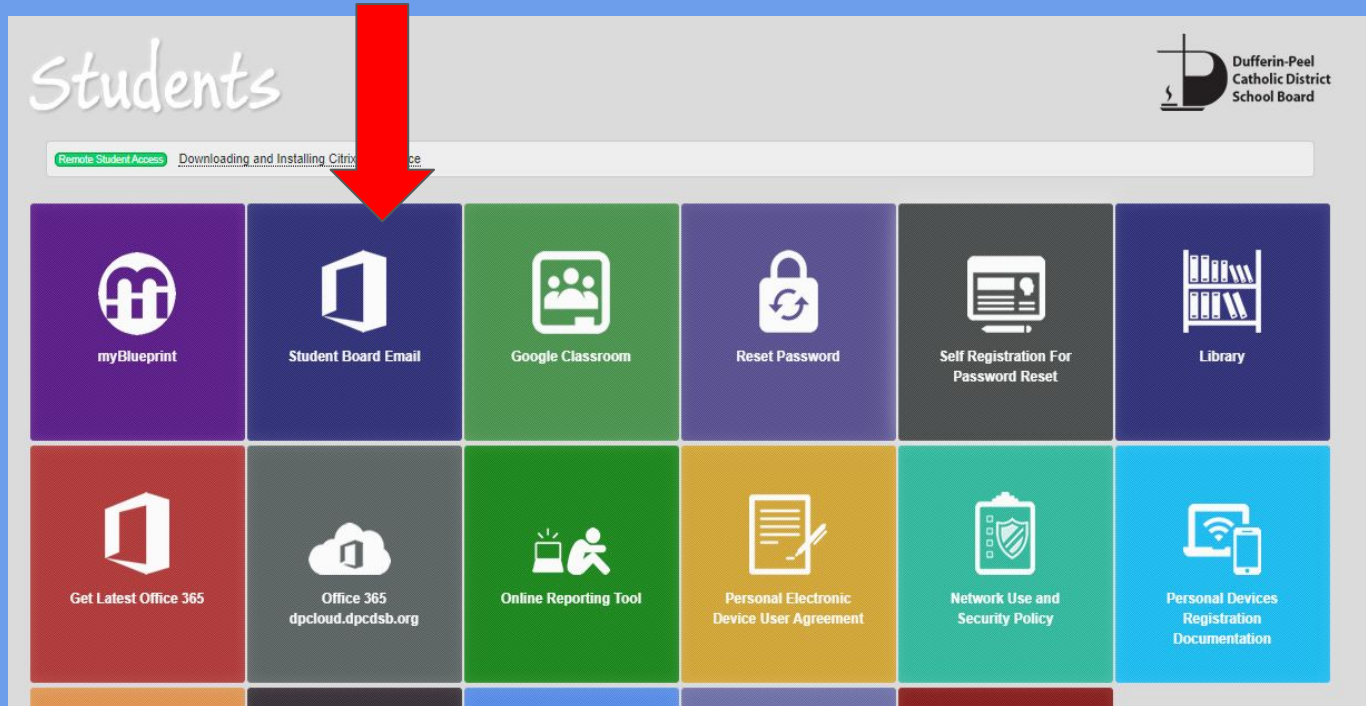 Students
Dufferin-Peel
Catholic District
School Board
Remote Student Access Downloading and Installing Citrix
myBlueprint
Student Board Email
Google Classroom
Reset Password
Self Registration For
Password Reset
Library
Get Latest Office 365
Office 365
dpcloud.dpcdsb.org
Online Reporting Tool
Personal Electronic
Device User Agreement
Network Use and
Security Policy
Personal Devices
Registration
Documentation